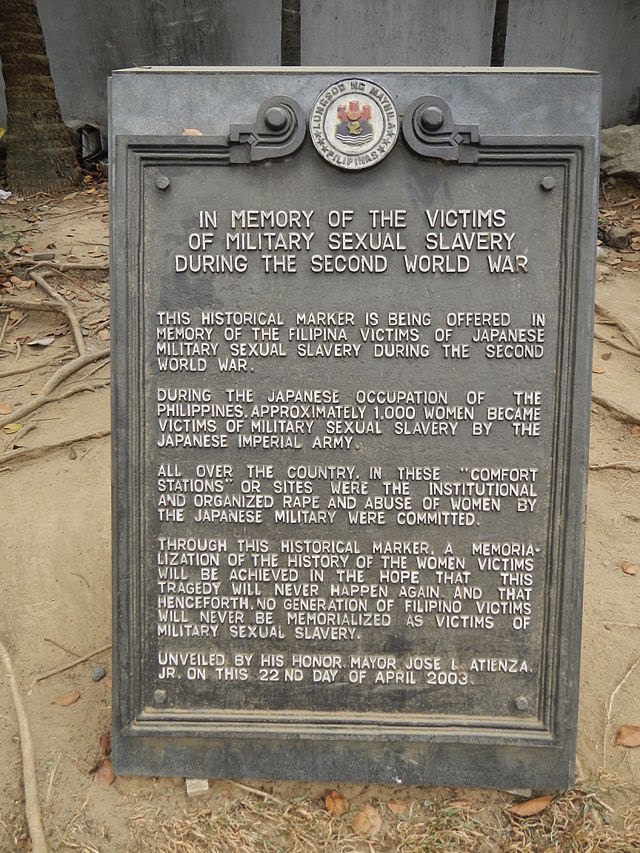 LUNGSOD NG MAYNILA
PILIPINAS
IN MEMORY OF THE VICTIMS
OF MILITARY SEXUAL SLAVERY
DURING THE SECOND WORLD WAR
THIS HISTORICAL MARKER IS BEING OFFERED IN
MEMORY OF THE FILIPINA VICTIMS OF JAPANESE
MILITARY SEXUAL SLAVERY DURING THE SECOND
WORLD WAR.
DURING THE JAPANESE OCCUPATION OF THE
PHILIPPINES, APPROXIMATELY 1,000 WOMEN BECAME
VICTIMS OF MILITARY SEXUAL SLAVERY BY THE
JAPANESE IMPERIAL ARMY.
ALL OVER THE COUNTRY, IN THESE "COMFORT
STATIONS" OR SITES WERE THE INSTITUTIONAL
AND ORGANIZED RAPE AND ABUSE OF WOMEN BY
THE JAPANESE MILITARY WERE COMMITTED.
THROUGH THIS HISTORICAL MARKER, A MEMORIA-
LIZATION OF THE HISTORY OF THE WOMEN VICTIMS
WILL BE ACHIEVED IN THE HOPE THAT THIS
TRAGEDY WILL NEVER HAPPEN AGAIN. AND THAT
HENCEFORTH, NO GENERATION OF FILIPINO VICTIMS
WILL NEVER BE MEMORIALIZED AS VICTIMS OF
MILITARY SEXUAL SLAVERY.
UNVEILED BY HIS HONOR, MAYOR JOSE L. ATIENZA,
JR. ON THIS 22ND DAY OF APRIL 2003.